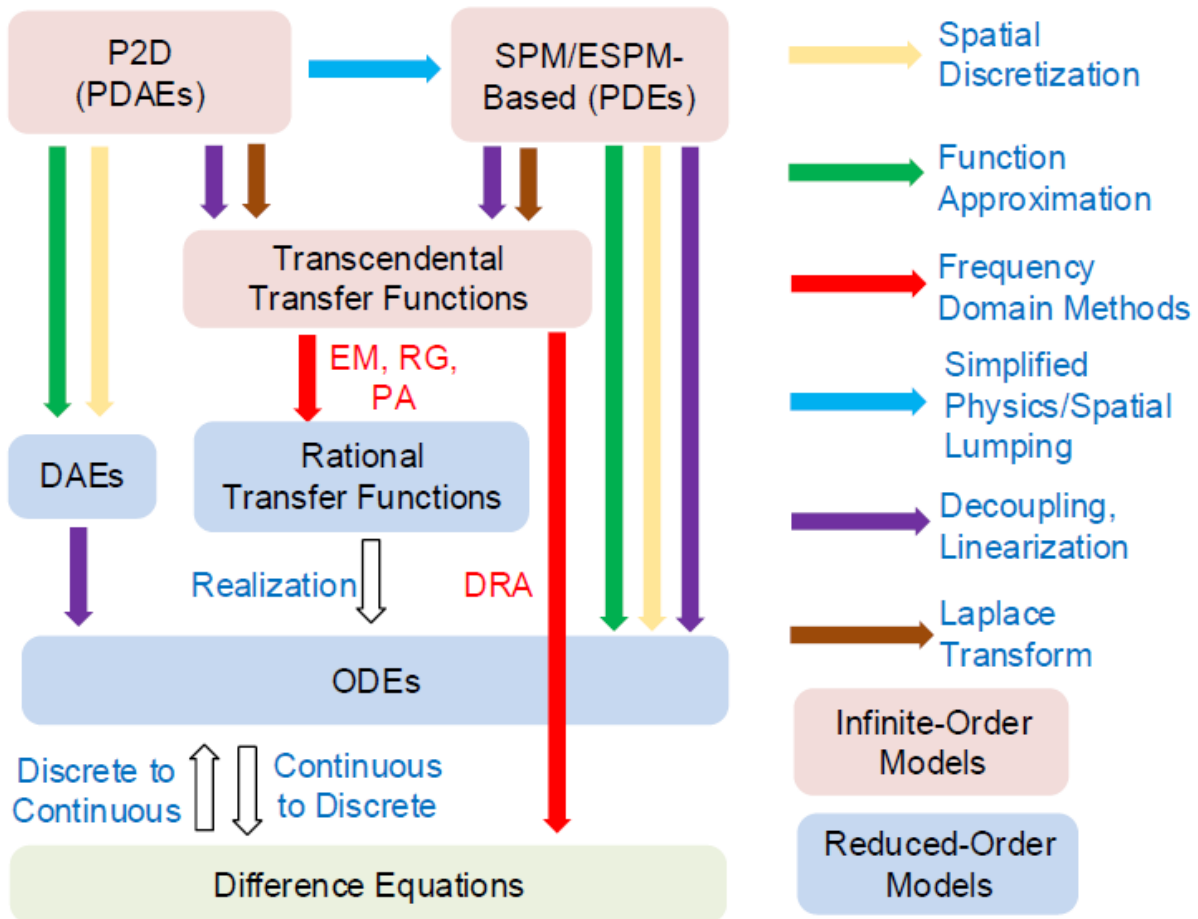 P2D
(PDAEs)
SPM/ESPM-
Based (PDEs)
Transcendental
Transfer Functions
EM, RG,
PA
DAEs
Rational
Transfer Functions
Realization
DRA
ODEs
Discrete to
Continuous
Continuous
to Discrete
Difference Equations
Spatial
Discretization
Function
Approximation
Frequency
Domain Methods
Simplified
Physics/Spatial
Lumping
Decoupling,
Linearization
Laplace
Transform
Infinite-Order
Models
Reduced-Order
Models